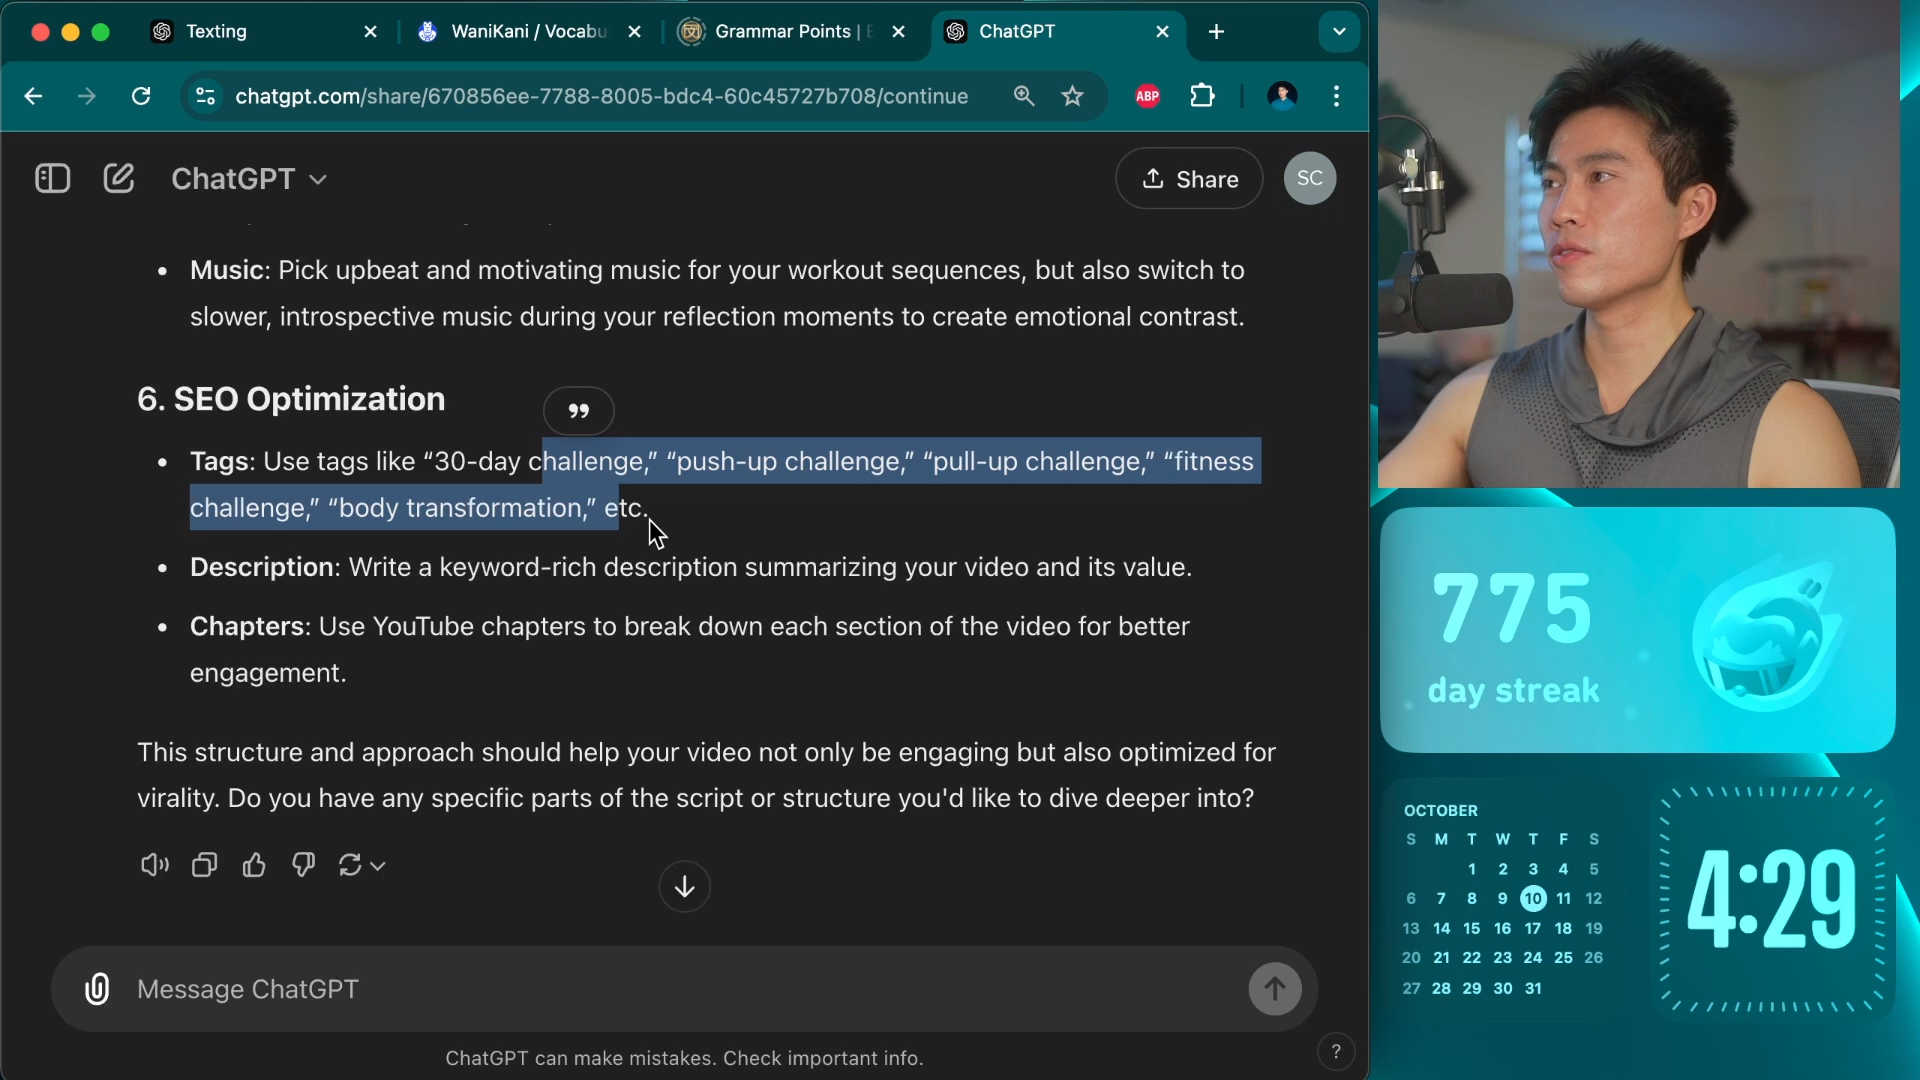 Texting
WaniKani / Vocabu
Grammar Points |
ChatGPT
chatgpt.com/share/670856ee-7788-8005-bdc4-60c45727b708/continue
ABP
ChatGPT
Share
SC
• Music: Pick upbeat and motivating music for your workout sequences, but also switch to
slower, introspective music during your reflection moments to create emotional contrast.
6. SEO Optimization
• Tags: Use tags like “30-day challenge,” “push-up challenge,” “pull-up challenge,” “fitness
challenge,” “body transformation,” etc.
• Description: Write a keyword-rich description summarizing your video and its value.
• Chapters: Use YouTube chapters to break down each section of the video for better
engagement.
This structure and approach should help your video not only be engaging but also optimized for
virality. Do you have any specific parts of the script or structure you'd like to dive deeper into?
Message ChatGPT
ChatGPT can make mistakes. Check important info.
?
775
day streak
OCTOBER
S M T W T F S
1 2 3 4 5
6 7 8 9 10 11 12
13 14 15 16 17 18 19
20 21 22 23 24 25 26
27 28 29 30 31
4:29